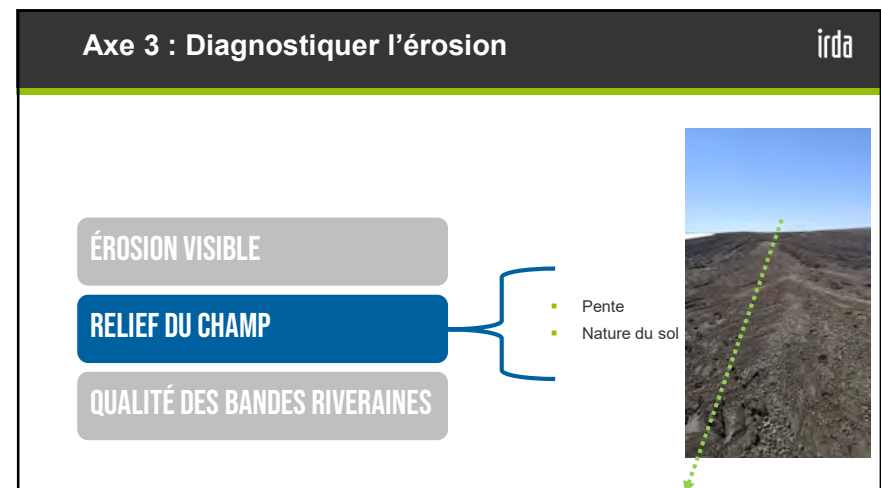 Axe 3 : Diagnostiquer l'érosion
irda
ÉROSION VISIBLE
RELIEF DU CHAMP
QUALITÉ DES BANDES RIVERAINES
▪ Pente
▪ Nature du sol